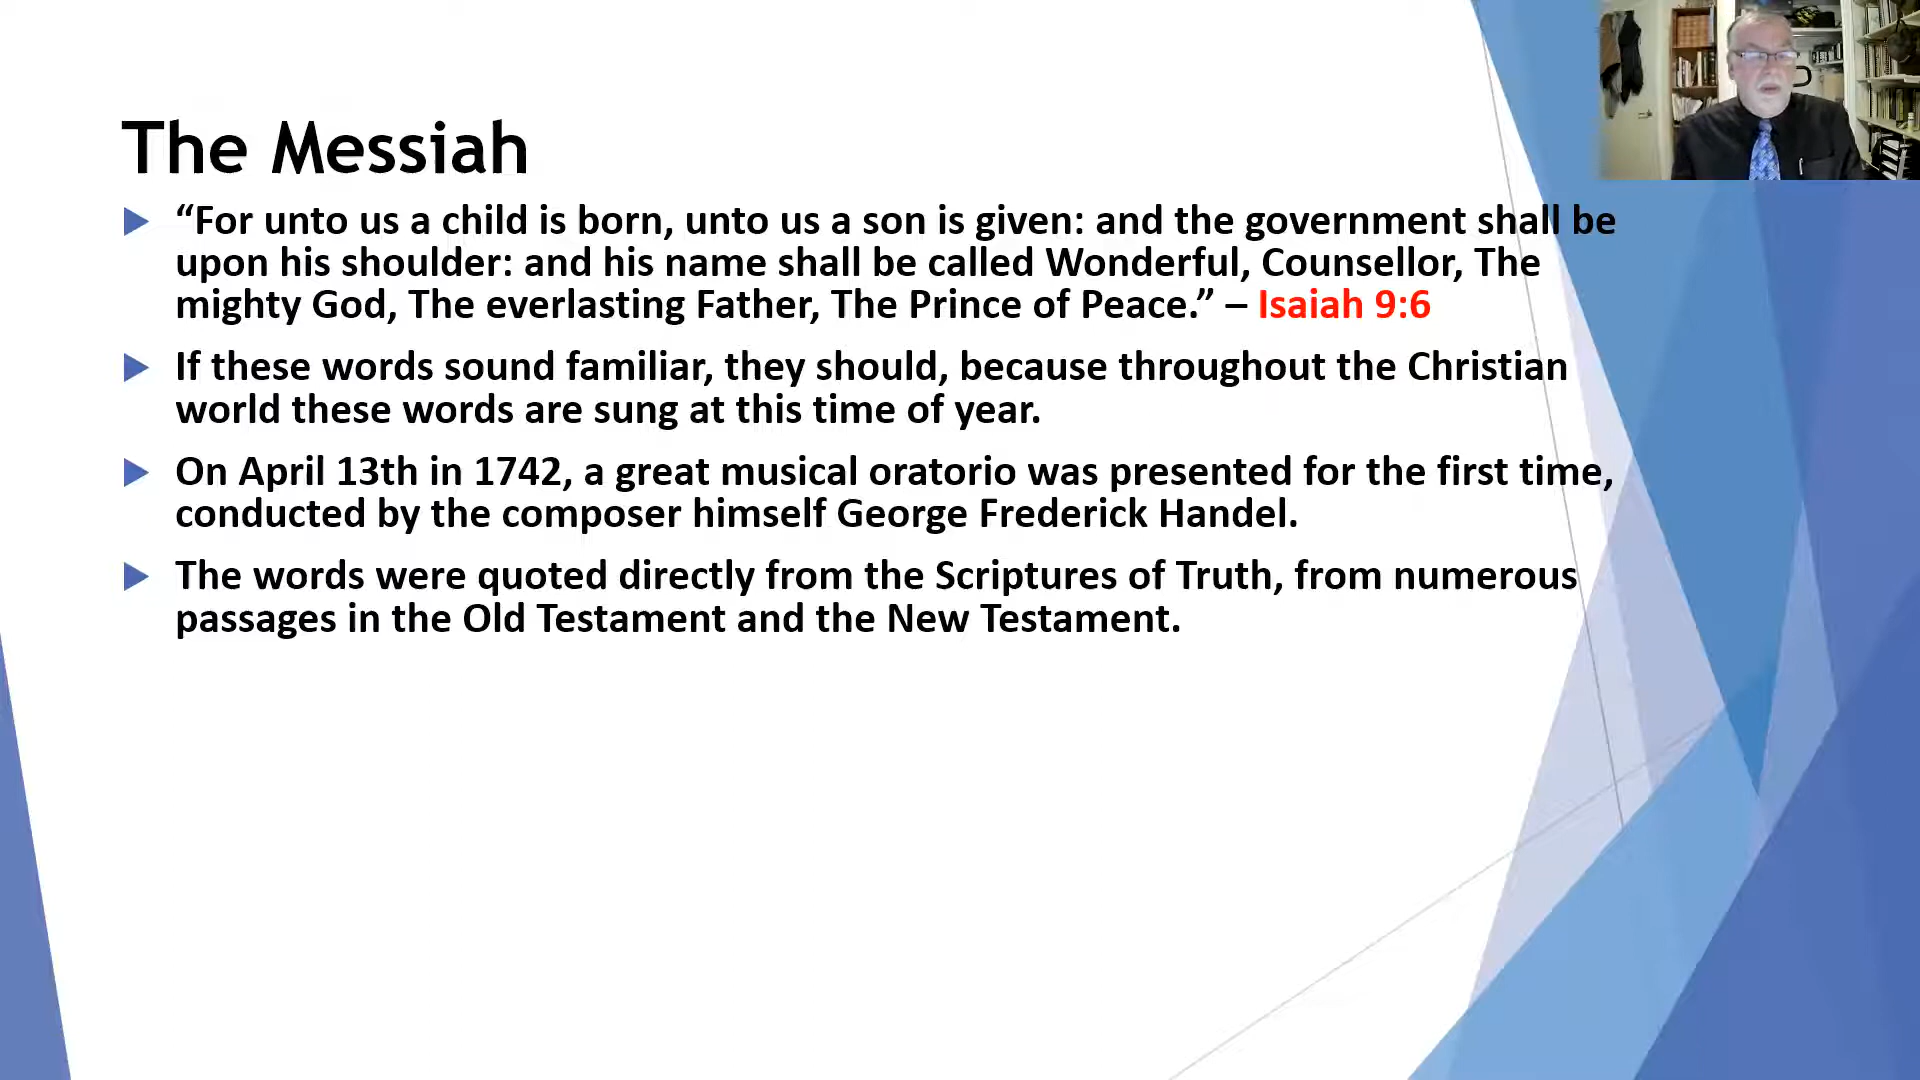 The Messiah
“For unto us a child is born, unto us a son is given: and the government shall be
upon his shoulder: and his name shall be called Wonderful, Counsellor, The
mighty God, The everlasting Father, The Prince of Peace.” – Isaiah 9:6
If these words sound familiar, they should, because throughout the Christian
world these words are sung at this time of year.
On April 13th in 1742, a great musical oratorio was presented for the first time,
conducted by the composer himself George Frederick Handel.
The words were quoted directly from the Scriptures of Truth, from numerous
passages in the Old Testament and the New Testament.